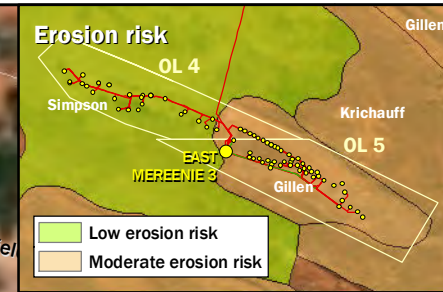 Erosion risk
Gillen
OL 4
Simpson
Krichauff
OL 5
EAST
MEREENIE 3
Gillen
Low erosion risk
Moderate erosion risk